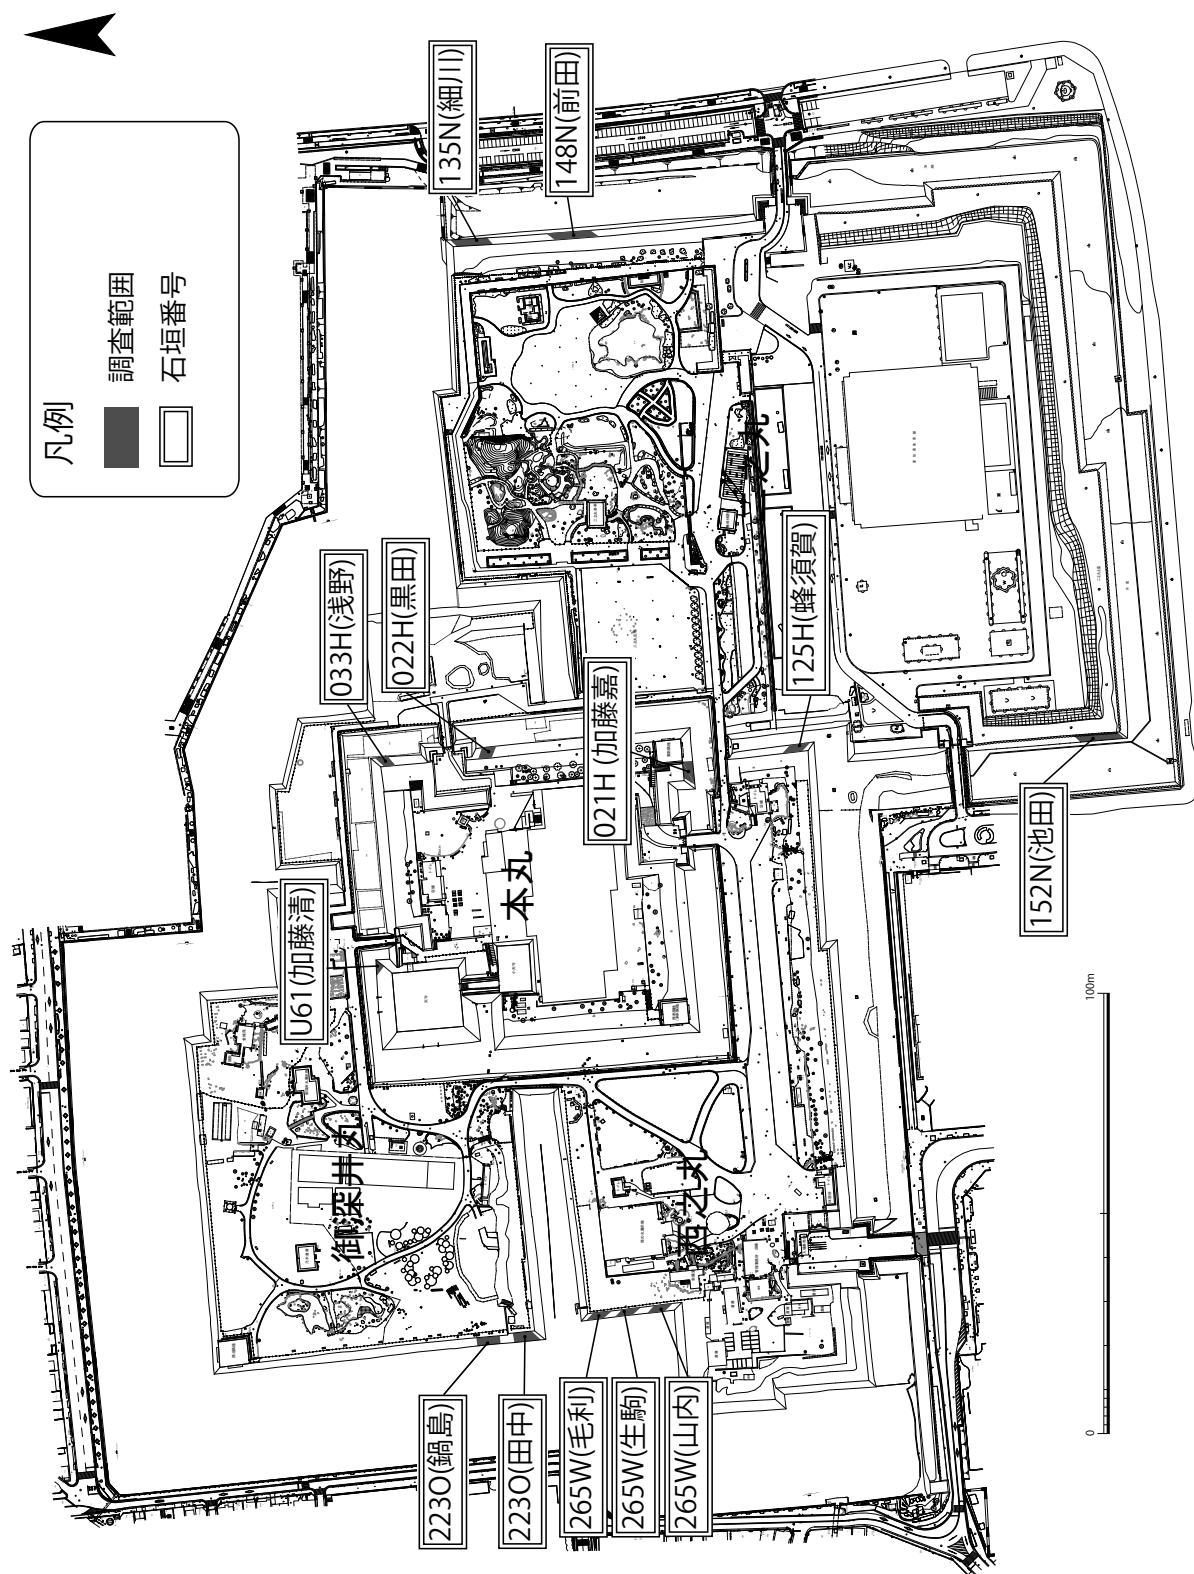 凡例
調査範囲
石垣番号
135N(細川)
148N(前田)
033H(浅野)
022H(黒田)
021H (加藤嘉)
125H(蜂須賀)
152N(池田)
U61(加藤清)
本丸
二之丸
御深井丸
西之丸
223O(鍋島)
223O(田中)
265W(毛利)
265W(生駒)
265W(山内)
0
100m